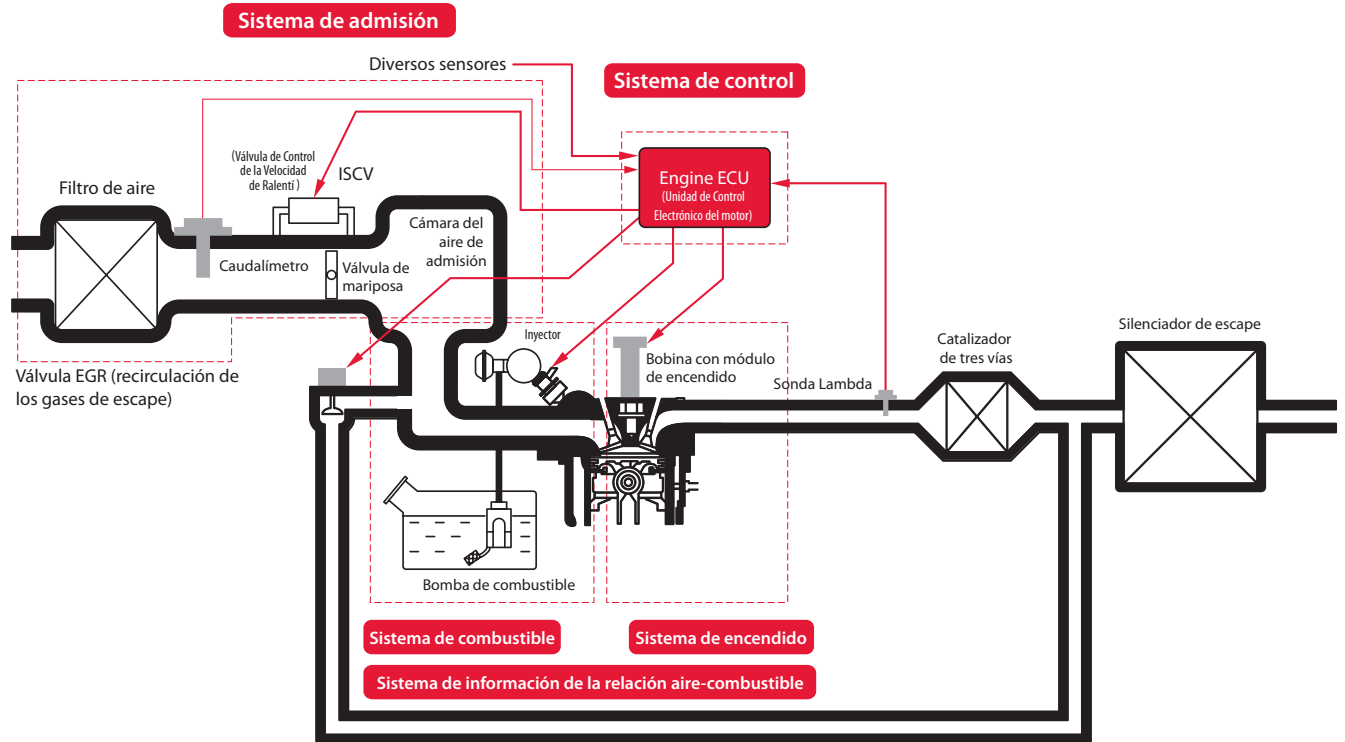 Sistema de admisión
Diversos sensores
Sistema de control
(Válvula de Control
de la Velocidad
de Ralentí )
ISCV
Filtro de aire
Engine ECU
(Unidad de Control
Electrónico del motor)
Cámara del
aire de
admisión
Caudalímetro
Válvula de
mariposa
Inyector
Silenciador de escape
Catalizador
de tres vías
Válvula EGR (recirculación de
los gases de escape)
Bobina con módulo
de encendido
Sonda Lambda
Bomba de combustible
Sistema de combustible
Sistema de encendido
Sistema de información de la relación aire-combustible